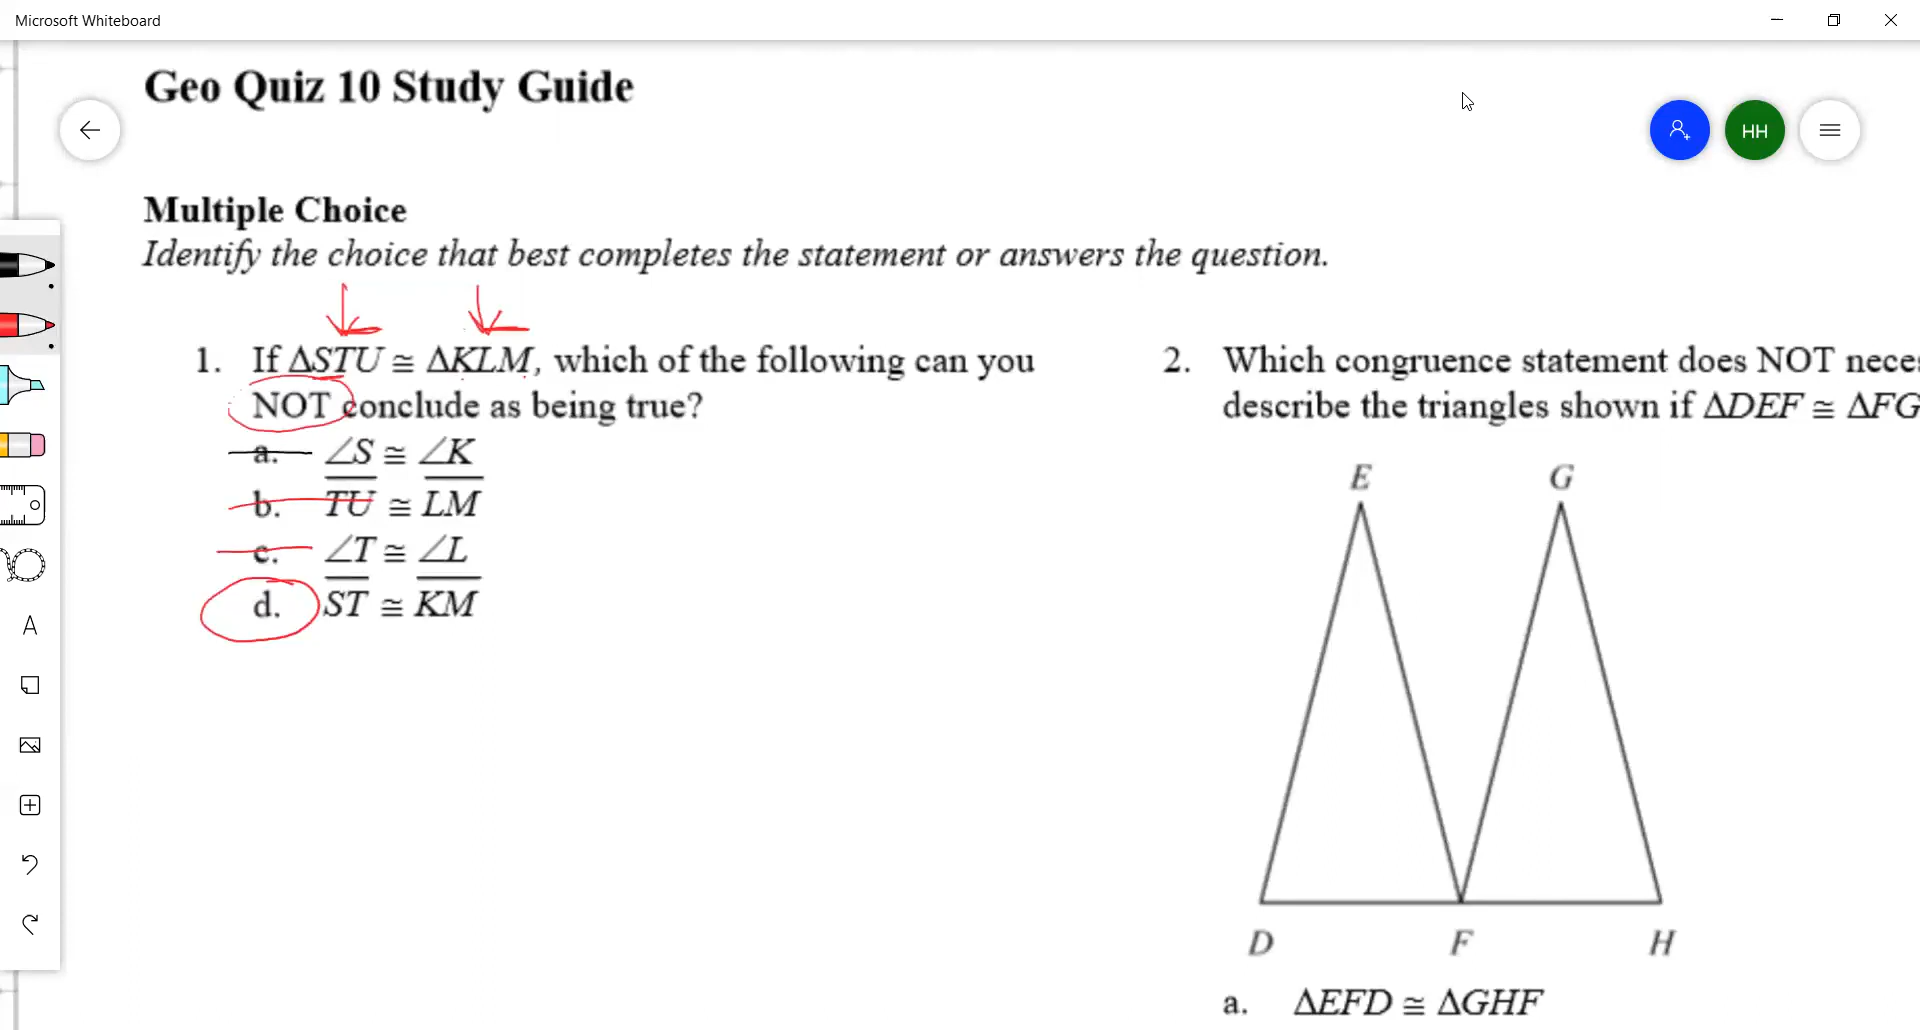 Microsoft Whiteboard
Geo Quiz 10 Study Guide
HH
Multiple Choice
Identify the choice that best completes the statement or answers the question.
1. If ΔSTU ≅ ΔKLM, which of the following can you
NOT conclude as being true?
a. ∠S ≅ ∠K
b. TU ≅ LM
c. ∠T ≅ ∠L
d. ST ≅ KM
2. Which congruence statement does NOT
describe the triangles shown if ΔDEF ≅ ΔFG
E G
D F H
a. ΔEFD ≅ ΔGHF
A